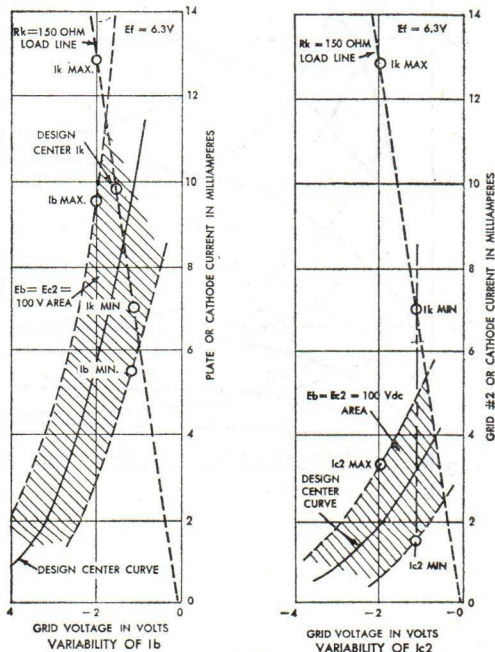 Rk=150 OHM
LOAD LINE
Ef = 6.3V
Ik MAX.
DESIGN
CENTER Ik
Ib MAX.
Eb= Ec2=
100 V AREA
Ik MIN
Ib MIN.
DESIGN CENTER CURVE
14
12
10
8
6
4
2
0
4
-2
0
PLATE OR CATHODE CURRENT IN MILLIAMPERES
GRID VOLTAGE IN VOLTS
VARIABILITY OF Ib
Rk = 150 OHM
LOAD LINE
Ef = 6.3V
Ik MAX
Ik MIN
Eb= Ec2 = 100 Vdc
AREA
Ic2 MAX
DESIGN
CENTER
CURVE
Ic2 MIN
14
12
10
8
6
4
2
0
-4
-2
-0
GRID #2 OR CATHODE CURRENT IN MILLIAMPERES
GRID VOLTAGE IN VOLTS
VARIABILITY OF Ic2